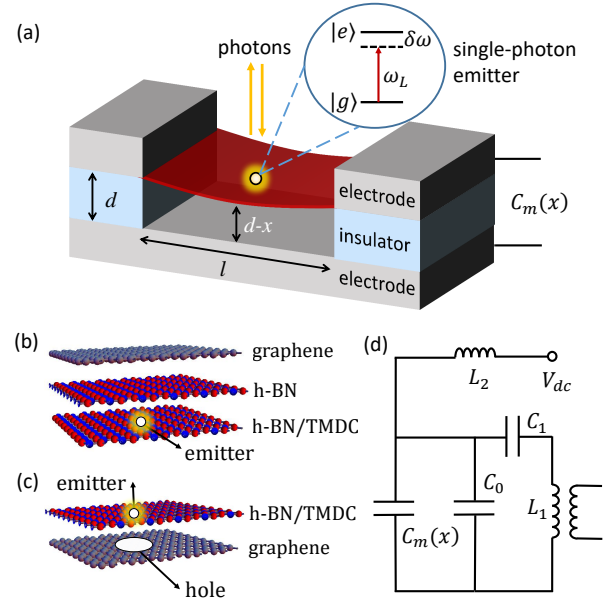 (a)
photons
|e⟩
δω
ω_L
|g⟩
single-photon
emitter
d
d-x
l
electrode
insulator
electrode
C_m(x)
(b)
graphene
h-BN
h-BN/TMDC
emitter
(c)
emitter
h-BN/TMDC
graphene
hole
(d)
L_2
V_dc
C_1
C_0
L_1
C_m(x)